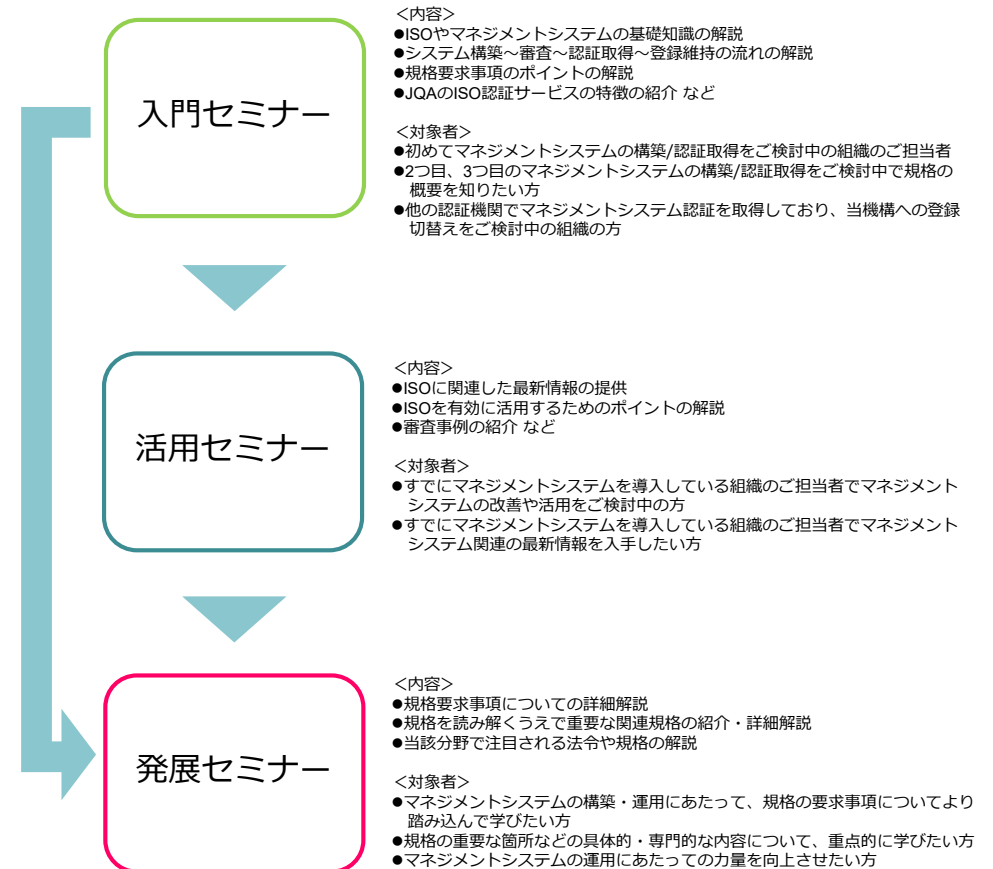 入門セミナー
<内容>
●ISOやマネジメントシステムの基礎知識の解説
●システム構築～審査～認証取得～登録維持の流れの解説
●規格要求事項のポイントの解説
●JQAのISO認証サービスの特徴の紹介 など
<対象者>
●初めてマネジメントシステムの構築/認証取得をご検討中の組織のご担当者
●2つ目、3つ目のマネジメントシステムの構築/認証取得をご検討中で規格の
概要を知りたい方
●他の認証機関でマネジメントシステム認証を取得しており、当機構への登録
切替えをご検討中の組織の方
活用セミナー
<内容>
●ISOに関連した最新情報の提供
●ISOを有効に活用するためのポイントの解説
●審査事例の紹介 など
<対象者>
●すでにマネジメントシステムを導入している組織のご担当者でマネジメント
システムの改善や活用をご検討中の方
●すでにマネジメントシステムを導入している組織のご担当者でマネジメント
システム関連の最新情報を入手したい方
発展セミナー
<内容>
●規格要求事項についての詳細解説
●規格を読み解くうえで重要な関連規格の紹介・詳細解説
●当該分野で注目される法令や規格の解説
<対象者>
●マネジメントシステムの構築・運用にあたって、規格の要求事項についてより
踏み込んで学びたい方
●規格の重要な箇所などの具体的・専門的な内容について、重点的に学びたい方
●マネジメントシステムの運用にあたっての力量を向上させたい方